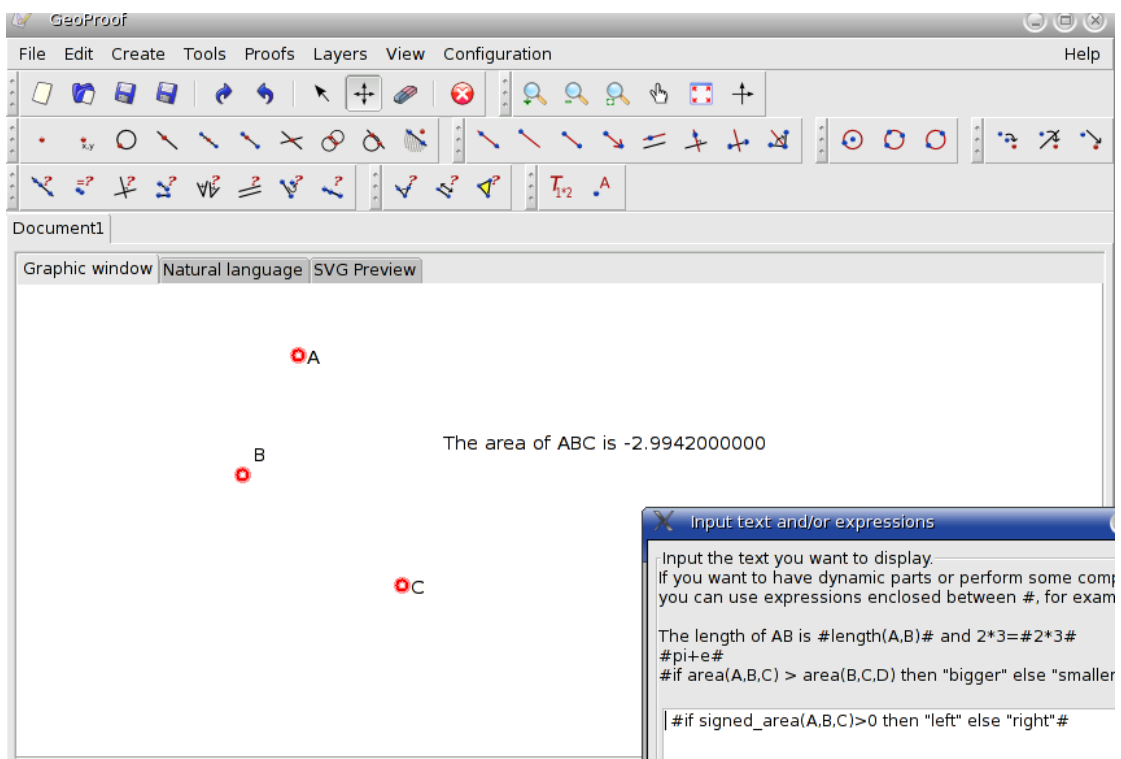 GeoProof
File Edit Create Tools Proofs Layers View Configuration Help
x,y
=? ? ? ? ? ? ? ?
? ? ? T1*2 A
Document1
Graphic window Natural language SVG Preview
A
The area of ABC is -2.9942000000
B
C
Input text and/or expressions
Input the text you want to display.
If you want to have dynamic parts or perform some comp
you can use expressions enclosed between #, for exam
The length of AB is #length(A,B)# and 2*3=#2*3#
#pi+e#
#if area(A,B,C) > area(B,C,D) then "bigger" else "smaller
#if signed_area(A,B,C)>0 then "left" else "right"#